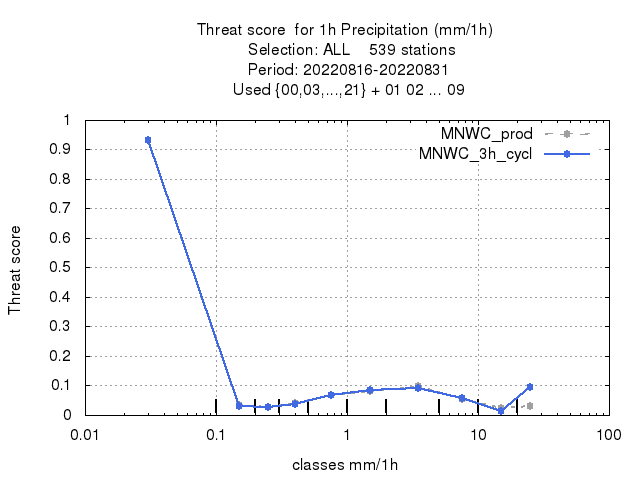 Threat score  for 1h Precipitation (mm/1h)
Selection: ALL    539 stations
Period: 20220816-20220831
Used {00,03,...,21} + 01 02 ... 09
MNWC_prod
MNWC_3h_cycl
1
0.9
0.8
0.7
0.6
0.5
0.4
0.3
0.2
0.1
0
Threat score
0.01 0.1 1 10 100
classes mm/1h